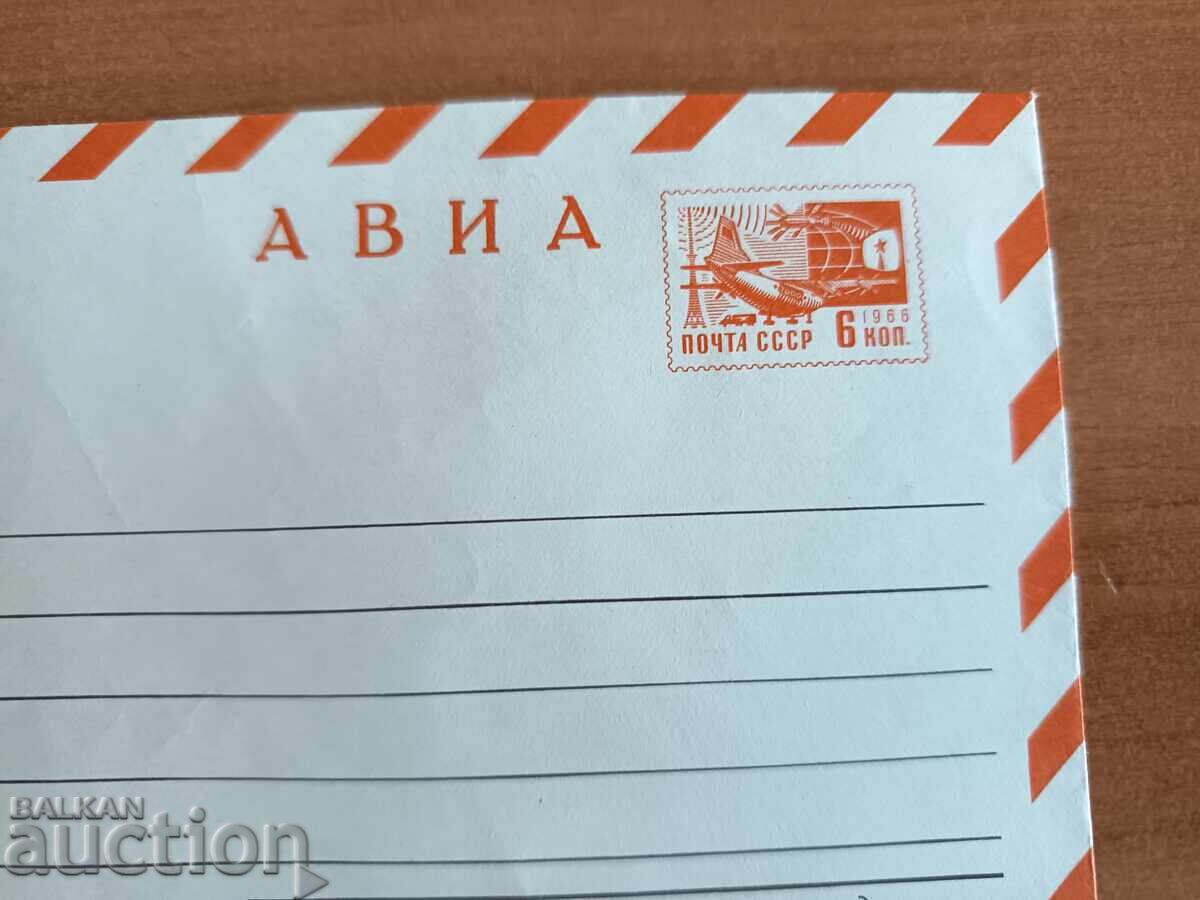 АВИА
1966
ПОЧТА СССР 6 КОП.
BALKAN
auction